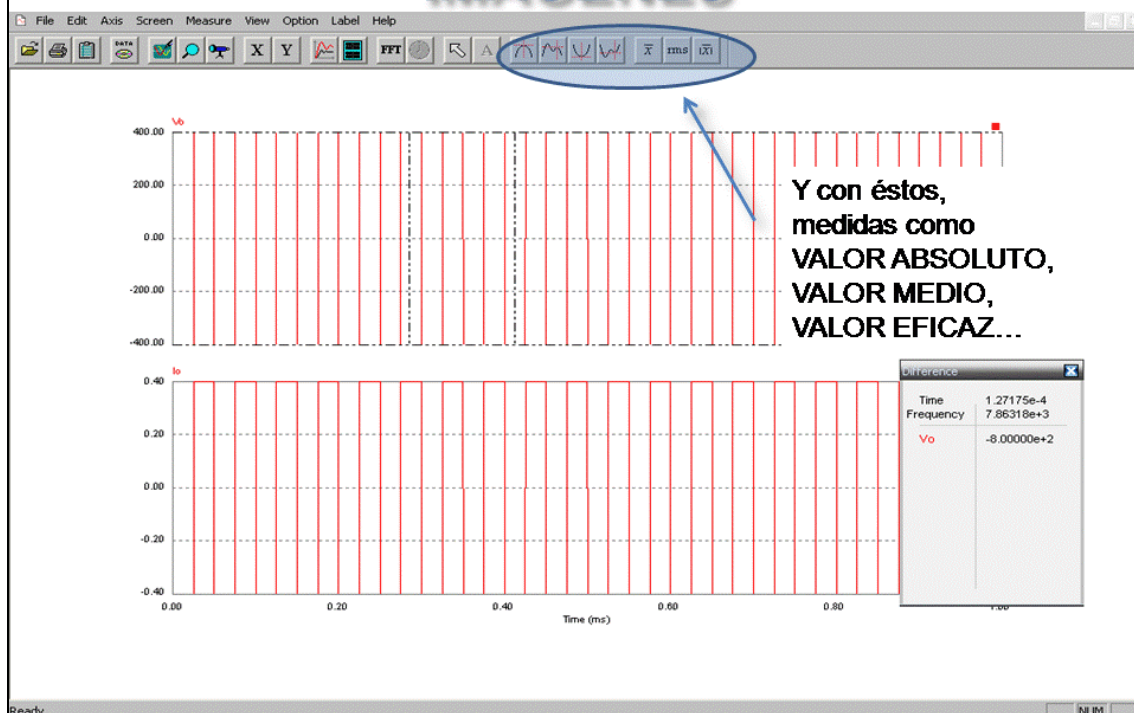 IMÁGENES
File Edit Axis Screen Measure View Option Label Help
DATA X Y FFT A x rms |x|
Vo
400.00
200.00
0.00
-200.00
-400.00
Y con éstos,
medidas como
VALOR ABSOLUTO,
VALOR MEDIO,
VALOR EFICAZ...
Io
0.40
0.20
0.00
-0.20
-0.40
0.00 0.20 0.40 0.60 0.80 1.00
Time (ms)
Difference
Time 1.27175e-4
Frequency 7.86318e+3
Vo -8.00000e+2
Ready NUM